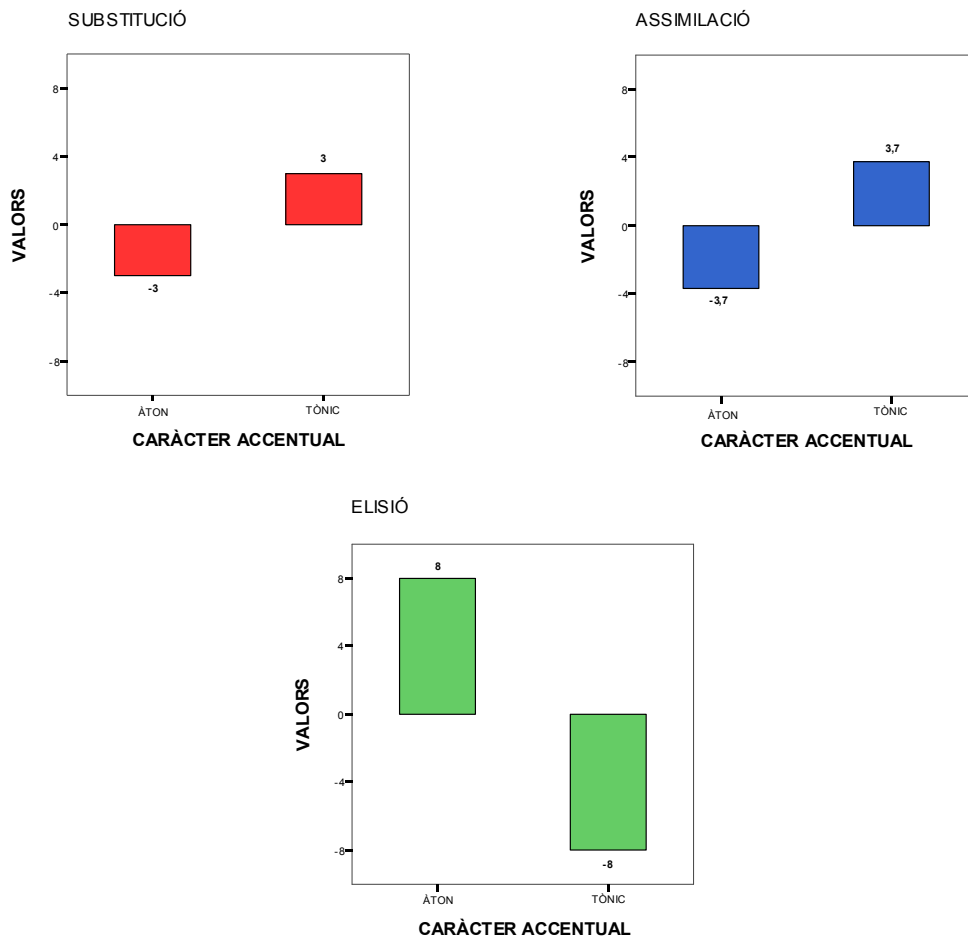 SUBSTITUCIÓ
8
4
0
-4
-8
VALORS
3
-3
ÀTON
TÒNIC
CARÀCTER ACCENTUAL
ASSIMILACIÓ
8
4
0
-4
-8
VALORS
3,7
-3,7
ÀTON
TÒNIC
CARÀCTER ACCENTUAL
ELISIÓ
8
4
0
-4
-8
VALORS
8
-8
ÀTON
TÒNIC
CARÀCTER ACCENTUAL